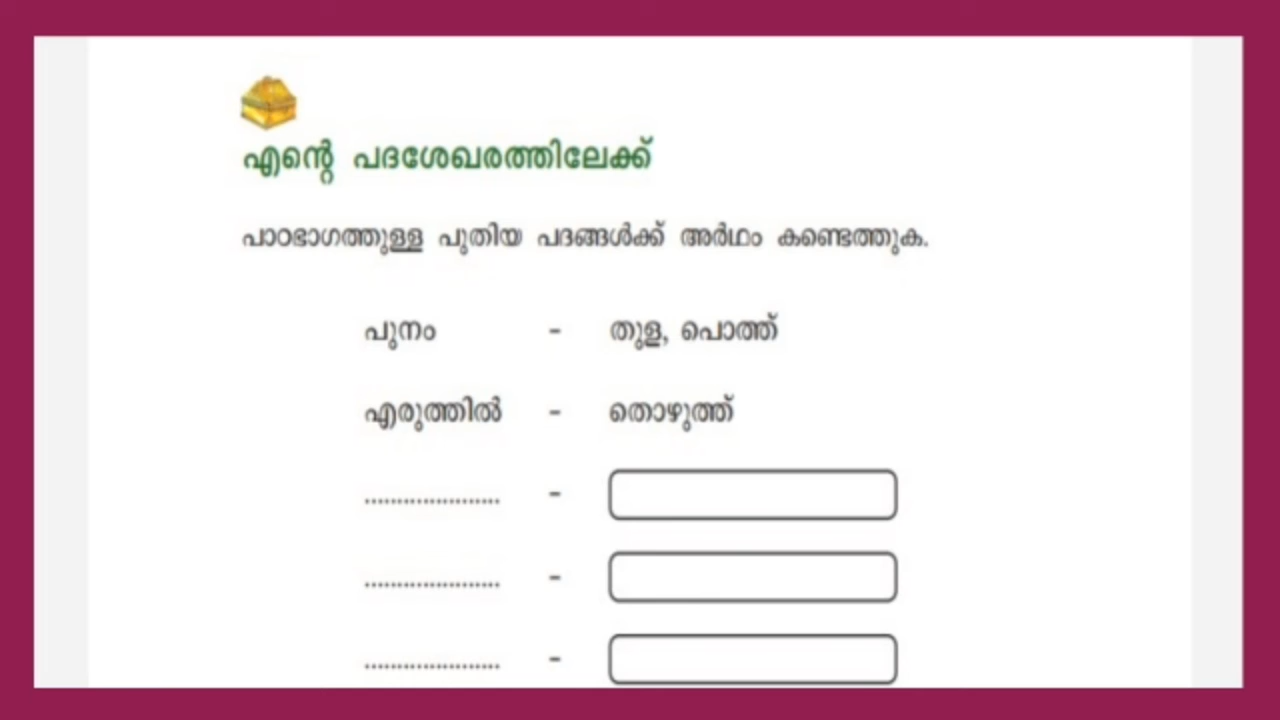 എന്റെ പദശേഖരത്തിലേക്ക്
പാഠഭാഗത്തുള്ള പുതിയ പദങ്ങൾക്ക് അർഥം കണ്ടെത്തുക.
പുനം - തുള, പൊത്ത്
എരുത്തിൽ - തൊഴുത്ത്
..................... -
..................... -
..................... -